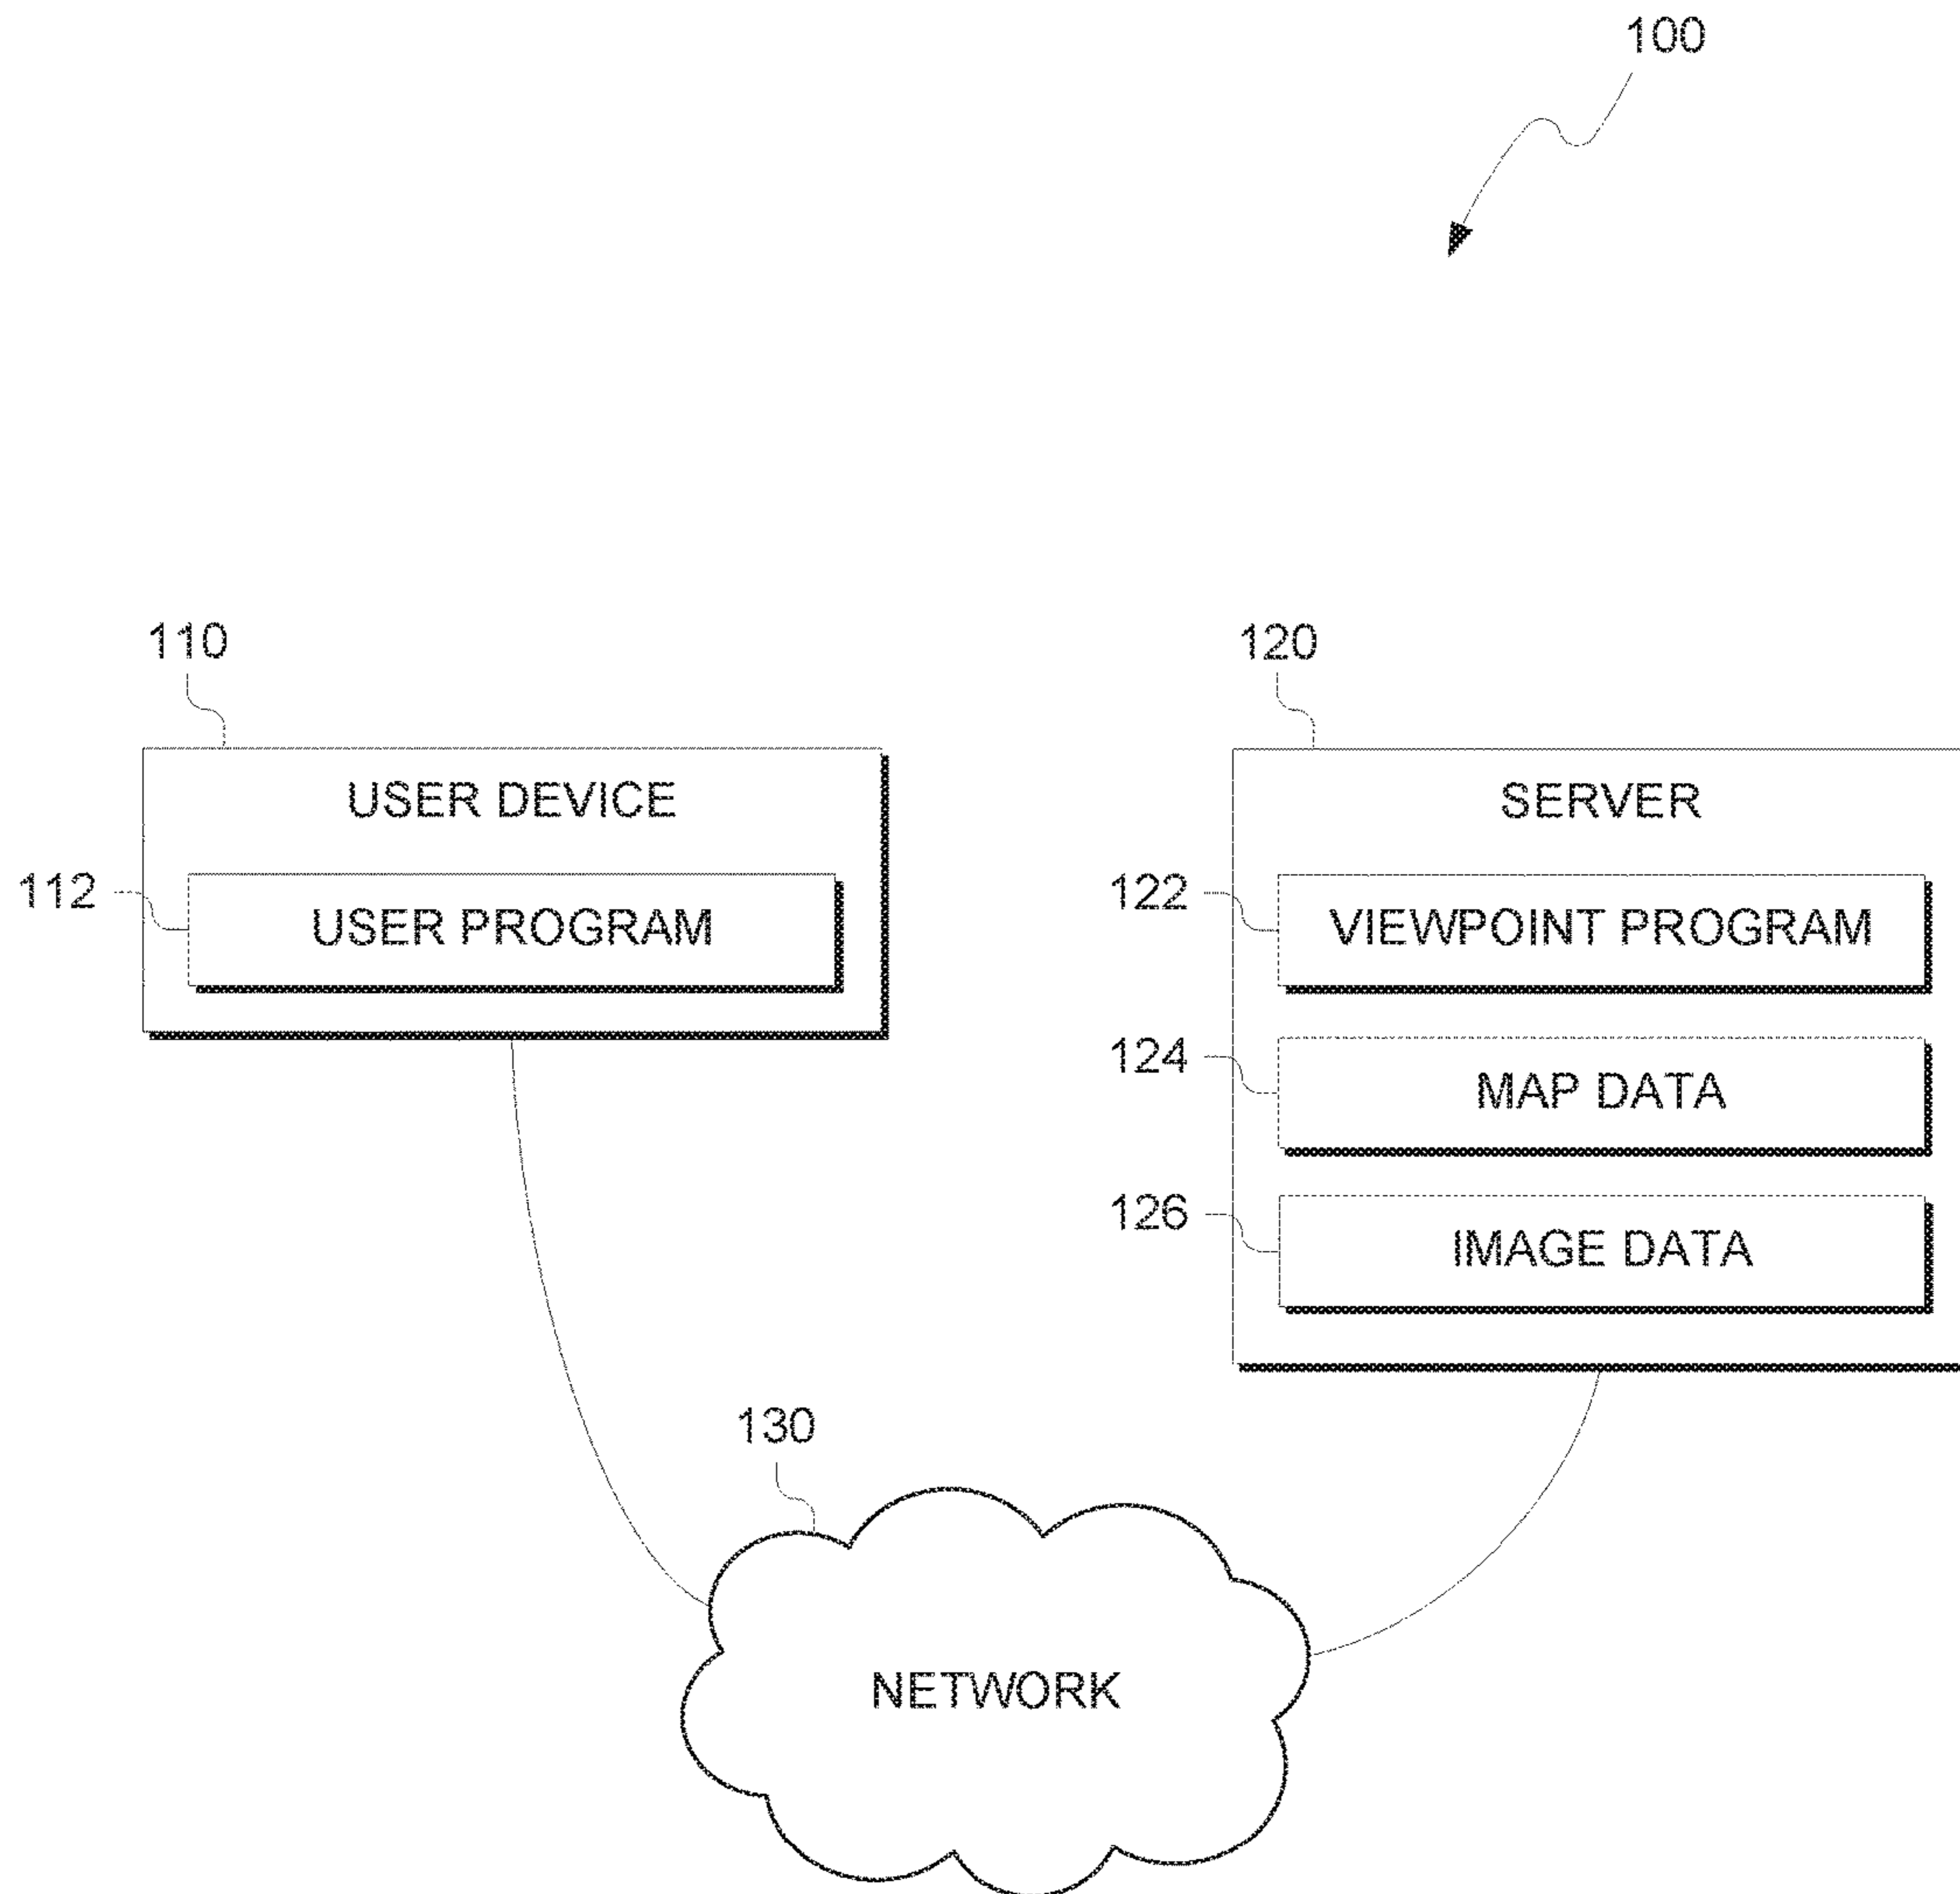 100
110
USER DEVICE
112
USER PROGRAM
120
SERVER
122
VIEWPOINT PROGRAM
124
MAP DATA
126
IMAGE DATA
130
NETWORK